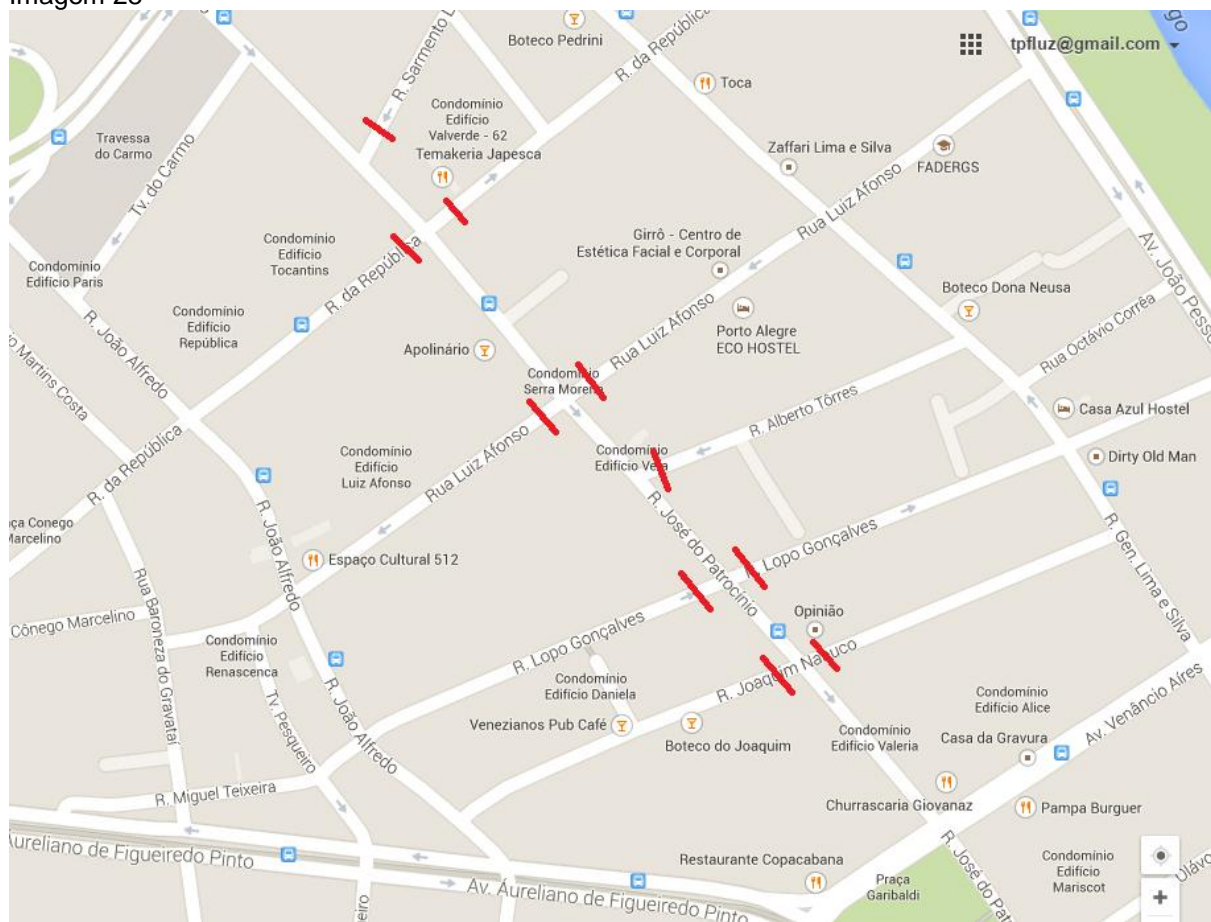 Imagem 28
Boteco Pedrini
R. da República
tpfluz@gmail.com
R. Sarmento
Toca
Condomínio
Edifício
Valverde - 62
Temakeria Japesca
Travessa
do Carmo
Tv. do Carmo
Zaffari Lima e Silva
FADERGS
Rua Luiz Afonso
Girrô - Centro de
Estética Facial e Corporal
Av. João Pesso
Condomínio
Edifício
Tocantins
R. da República
Condomínio
Edifício Paris
Boteco Dona Neusa
Condomínio
Edifício
República
Porto Alegre
ECO HOSTEL
Rua Luiz Afonso
Rua Octávio Corrêa
R. João Alfredo
Apolinário
Condomínio
Serra Morena
Martins Costa
R. Alberto Tôrres
Casa Azul Hostel
Condomínio
Edifício
Luiz Afonso
Rua Luiz Afonso
Condomínio
Edifício Vera
Dirty Old Man
R. da República
ça Conego
Marcelino
R. João Alfredo
R. José do Patrocínio
R. Lopo Gonçalves
R. Gen. Lima e Silva
Espaço Cultural 512
Rua Baroneza do Gravataí
Opinião
Cônego Marcelino
Condomínio
Edifício
Renascenca
R. Lopo Gonçalves
R. Joaquim Nabuco
Condomínio
Edifício Daniela
R. João Alfredo
Tv. Pesqueiro
Condomínio
Edifício Alice
Av. Venâncio Aires
Venezianos Pub Café
Boteco do Joaquim
Condomínio
Edifício Valeria
Casa da Gravura
R. Miguel Teixeira
Churrascaria Giovanaz
Pampa Burguer
Aureliano de Figueiredo Pinto
Restaurante Copacabana
R. José do Pat
Condomínio
Edifício
Mariscot
Av. Aureliano de Figueiredo Pinto
Praça
Garibaldi